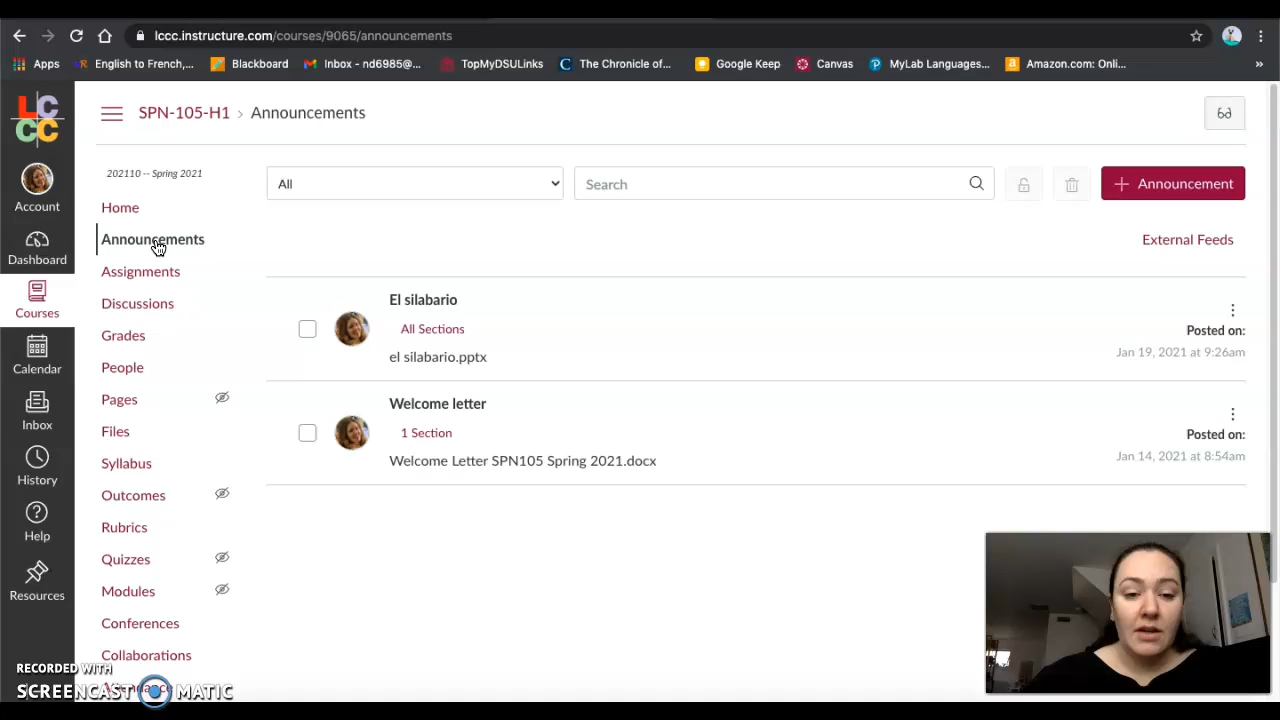 lccc.instructure.com/courses/9065/announcements
Apps English to French,... Blackboard Inbox - nd6985@... TopMyDSULinks The Chronicle of... Google Keep Canvas MyLab Languages... Amazon.com: Onli... »
LC
CC
SPN-105-H1 › Announcements
202110 -- Spring 2021
Account
Dashboard
Courses
Calendar
Inbox
History
Help
Resources
Home
Announcements
Assignments
Discussions
Grades
People
Pages
Files
Syllabus
Outcomes
Rubrics
Quizzes
Modules
Conferences
Collaborations
All
Search
Announcement
External Feeds
El silabario
All Sections
el silabario.pptx
Posted on:
Jan 19, 2021 at 9:26am
Welcome letter
1 Section
Welcome Letter SPN105 Spring 2021.docx
Posted on:
Jan 14, 2021 at 8:54am
RECORDED WITH
SCREENCAST MATIC